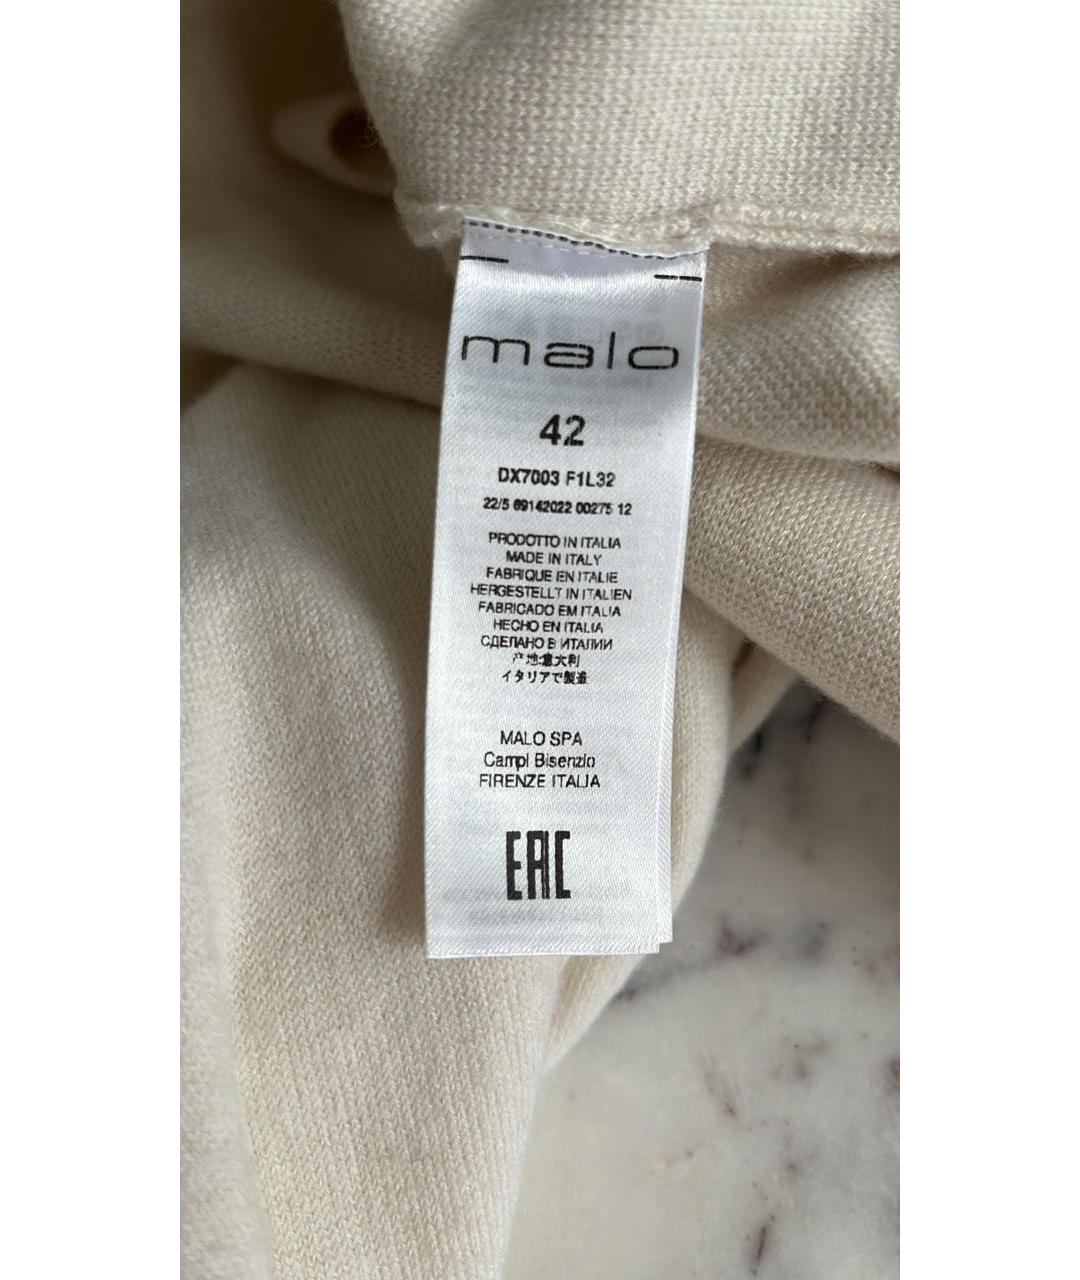 malo
42
DX7003 F1L32
22/5 09142022 00275 12
PRODOTTO IN ITALIA
MADE IN ITALY
FABRIQUE EN ITALIE
HERGESTELLT IN ITALIEN
FABRICADO EM ITALIA
HECHO EN ITALIA
СДЕЛАНО В ИТАЛИИ
产地:意大利
イタリアで製造
MALO SPA
Campi Bisenzio
FIRENZE ITALIA
EAC